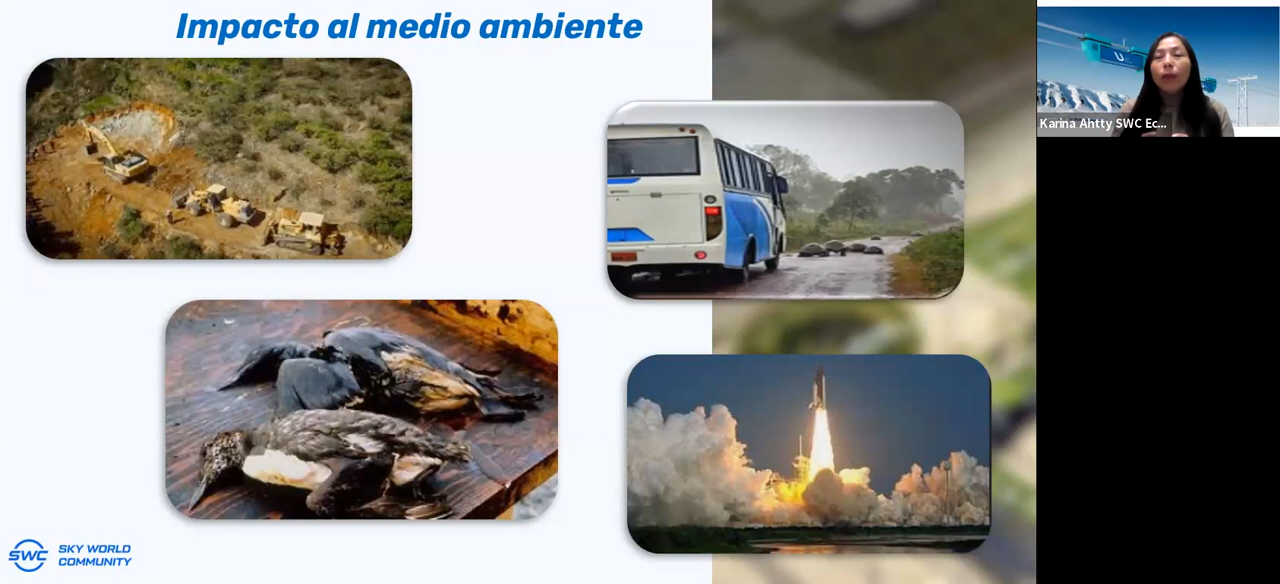 Impacto al medio ambiente
Karina Ahtty SWC Ec...
SWC SKY WORLD
COMMUNITY